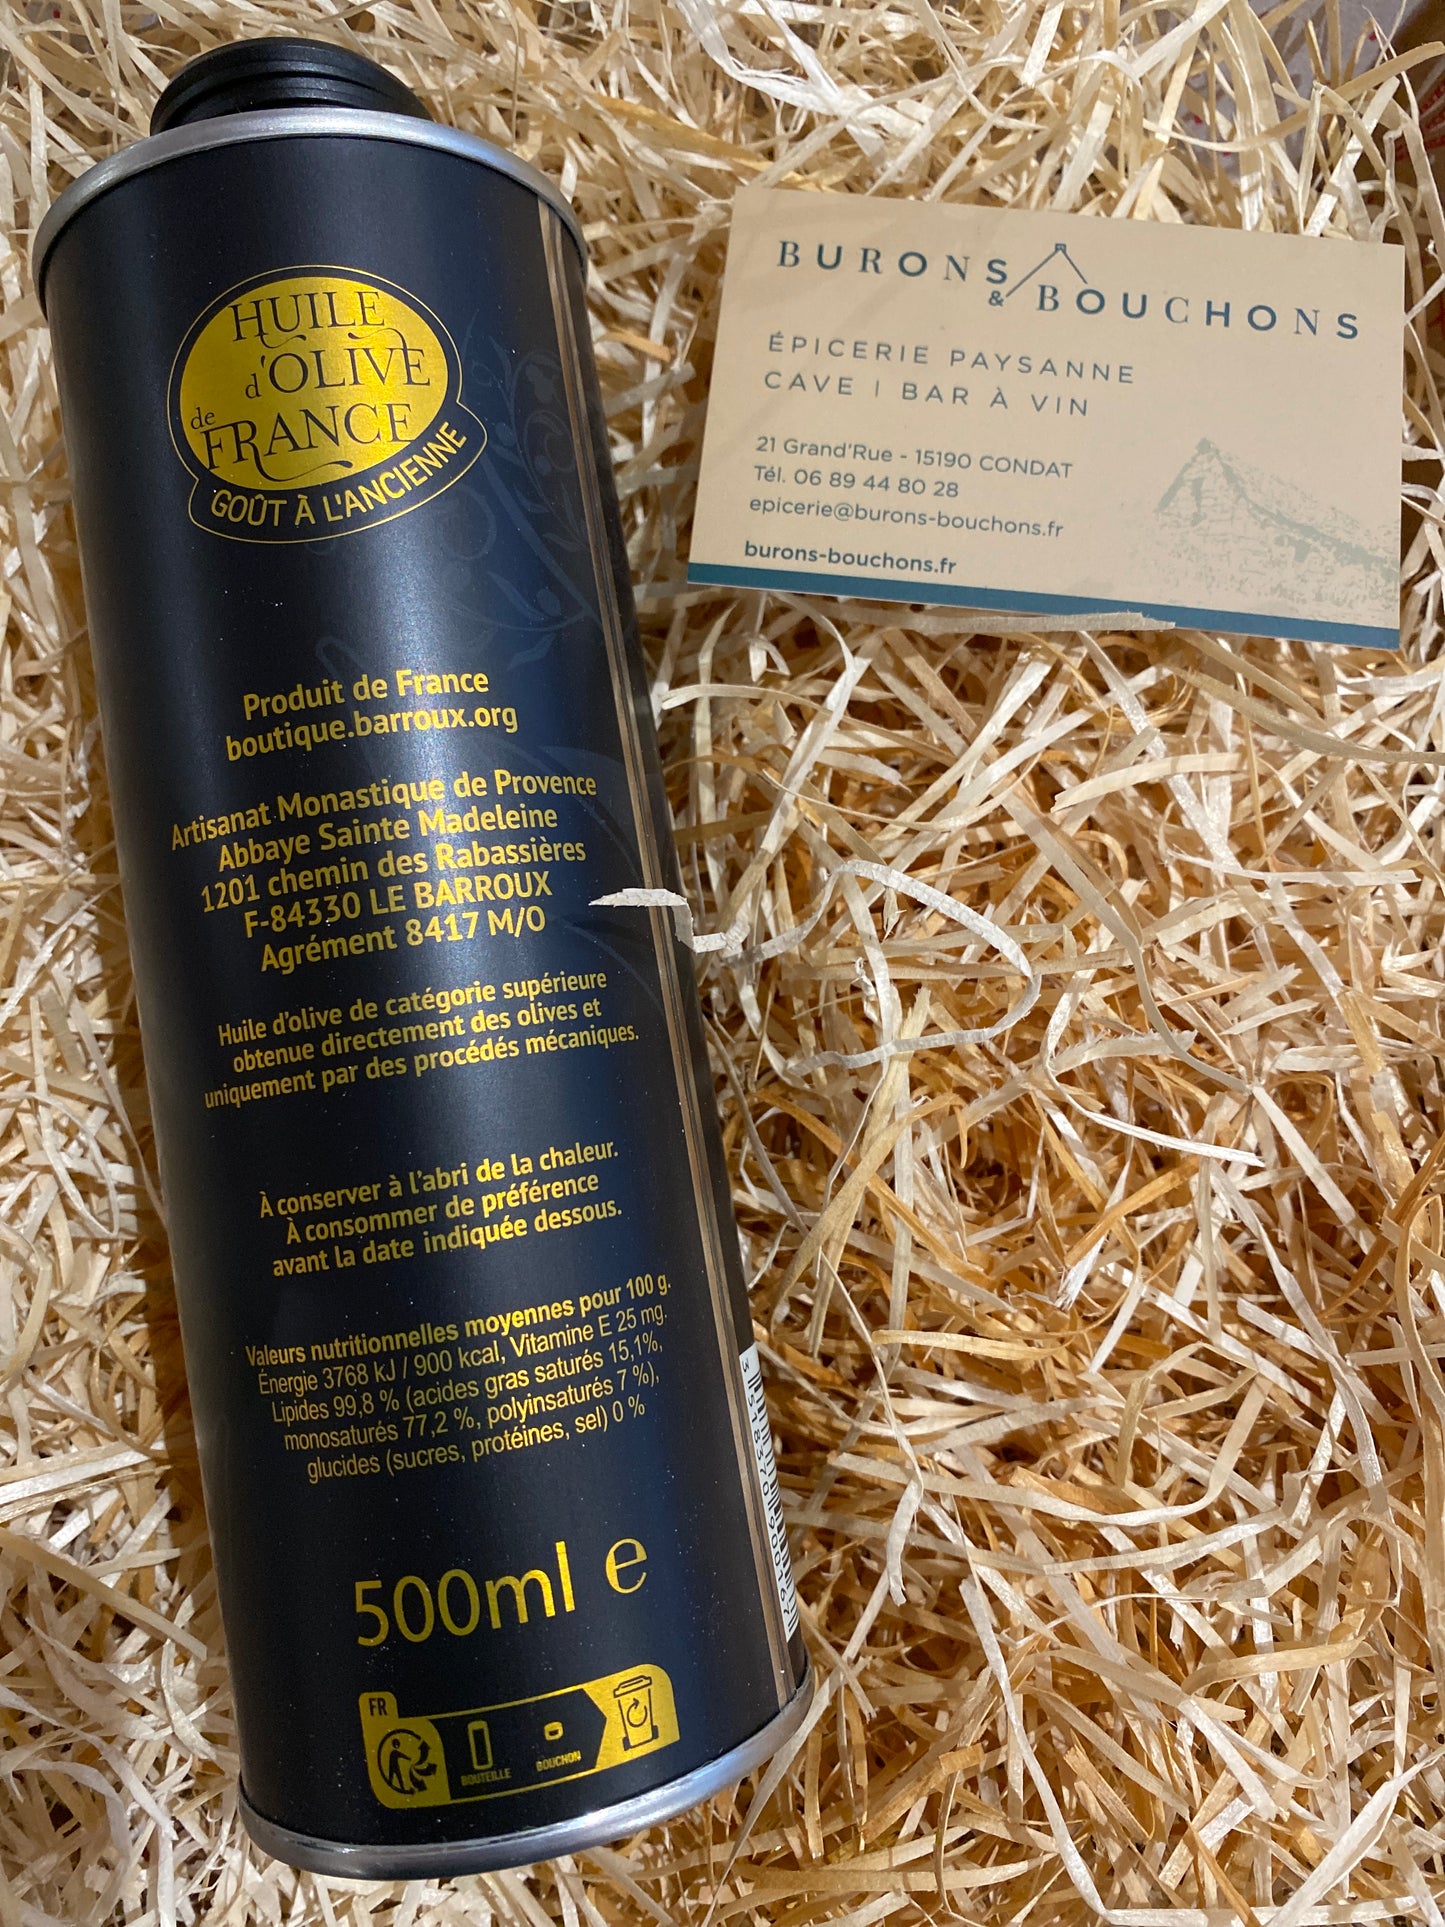 HUILE
d'OLIVE
de
FRANCE
GOÛT À L'ANCIENNE
Produit de France
boutique.barroux.org
Artisanat Monastique de Provence
Abbaye Sainte Madeleine
1201 chemin des Rabassières
F-84330 LE BARROUX
Agrément 8417 M/O
Huile d'olive de catégorie supérieure
obtenue directement des olives et
uniquement par des procédés mécaniques.
À conserver à l'abri de la chaleur.
À consommer de préférence
avant la date indiquée dessous.
Valeurs nutritionnelles moyennes pour 100 g.
Énergie 3768 kJ / 900 kcal, Vitamine E 25 mg.
Lipides 99,8 % (acides gras saturés 15,1%,
monosaturés 77,2 %, polyinsaturés 7 %),
glucides (sucres, protéines, sel) 0 %
500ml e
FR
BOUTEILLE
BOUCHON
BURONS
& BOUCHONS
ÉPICERIE PAYSANNE
CAVE | BAR À VIN
21 Grand'Rue - 15190 CONDAT
Tél. 06 89 44 80 28
epicerie@burons-bouchons.fr
burons-bouchons.fr